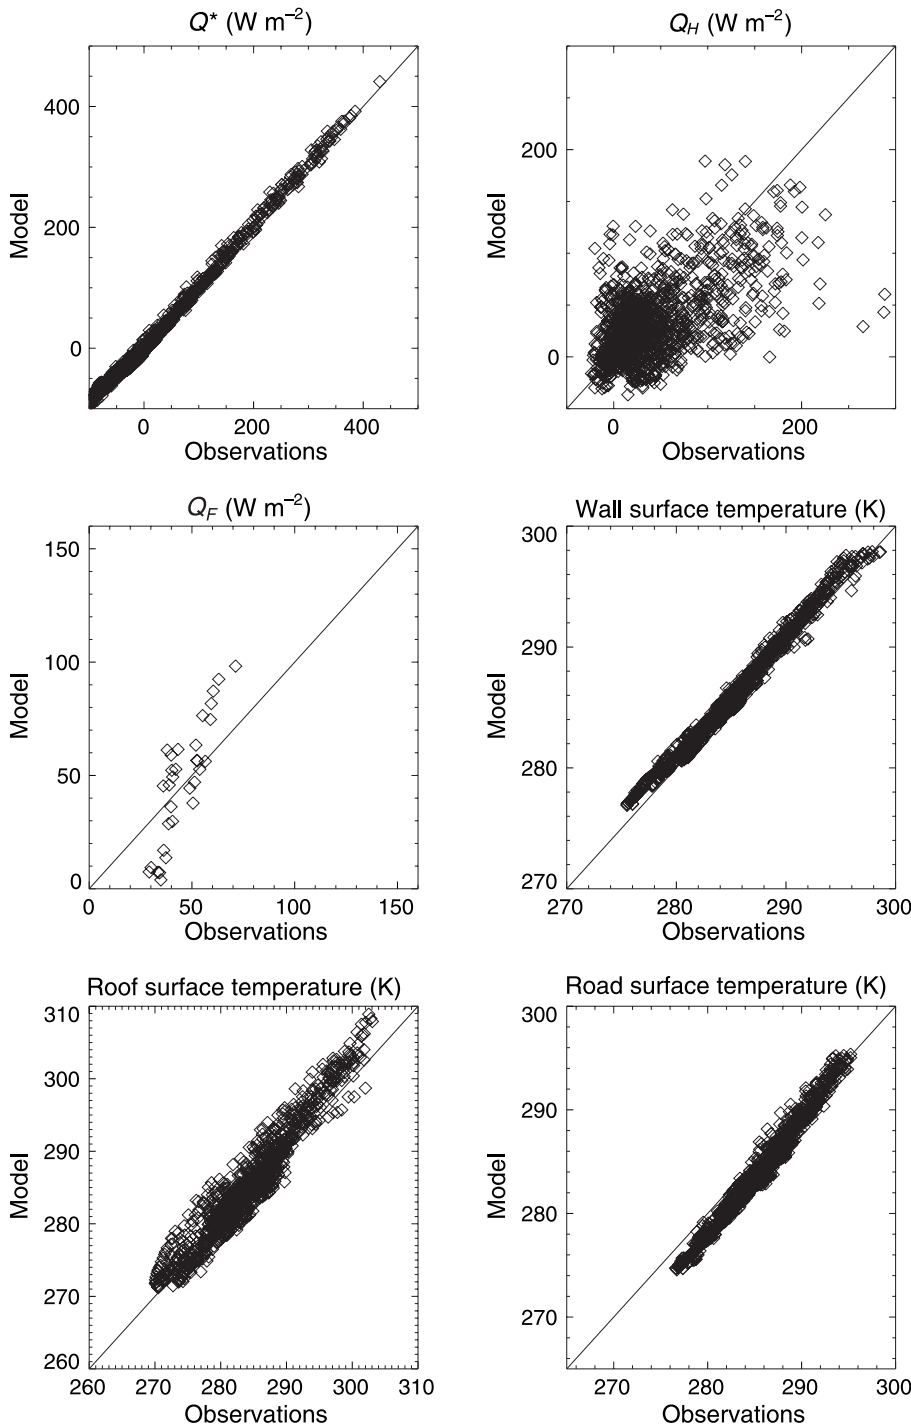 Q* (W m⁻²)
Model
400
200
0
0
200
400
Observations
Q_H (W m⁻²)
Model
200
0
0
200
Observations
Q_F (W m⁻²)
Model
150
100
50
0
0
50
100
150
Observations
Wall surface temperature (K)
Model
300
290
280
270
270
280
290
300
Observations
Roof surface temperature (K)
Model
310
300
290
280
270
260
260
270
280
290
300
310
Observations
Road surface temperature (K)
Model
300
290
280
270
270
280
290
300
Observations